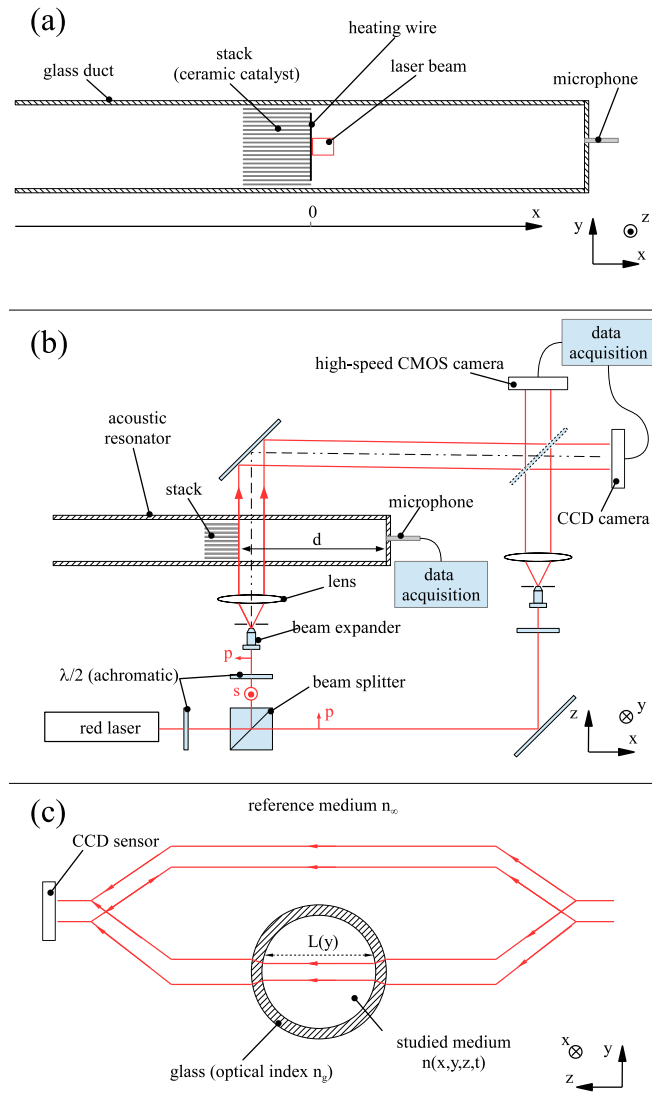 (a)
heating wire
stack
(ceramic catalyst)
glass duct
laser beam
microphone
0
x
y
z
x
(b)
data
acquisition
high-speed CMOS camera
acoustic
resonator
stack
CCD camera
microphone
d
data
acquisition
lens
beam expander
p
λ/2 (achromatic)
s
beam splitter
p
red laser
z
y
x
(c)
reference medium n∞
CCD sensor
L(y)
studied medium
n(x,y,z,t)
glass (optical index ng)
x
y
z